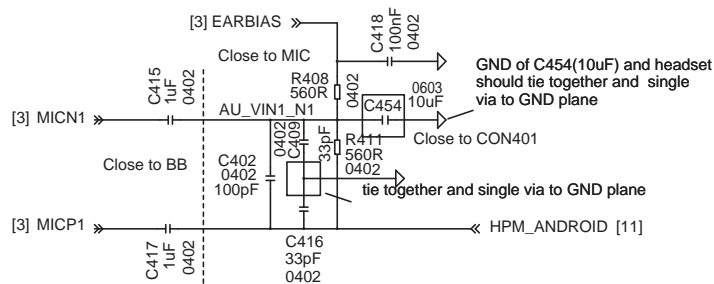 [3] EARBIAS
C418
100nF
0402
Close to MIC
GND of C454(10uF) and headset
should tie together and single
via to GND plane
C415
1uF
0402
R408
560R
0402
0603
10uF
C454
AU_VIN1_N1
[3] MICN1
Close to CON401
0402
C409
33pF
R411
560R
0402
Close to BB
C402
0402
100pF
tie together and single via to GND plane
[3] MICP1
HPM_ANDROID [11]
C417
1uF
0402
C416
33pF
0402